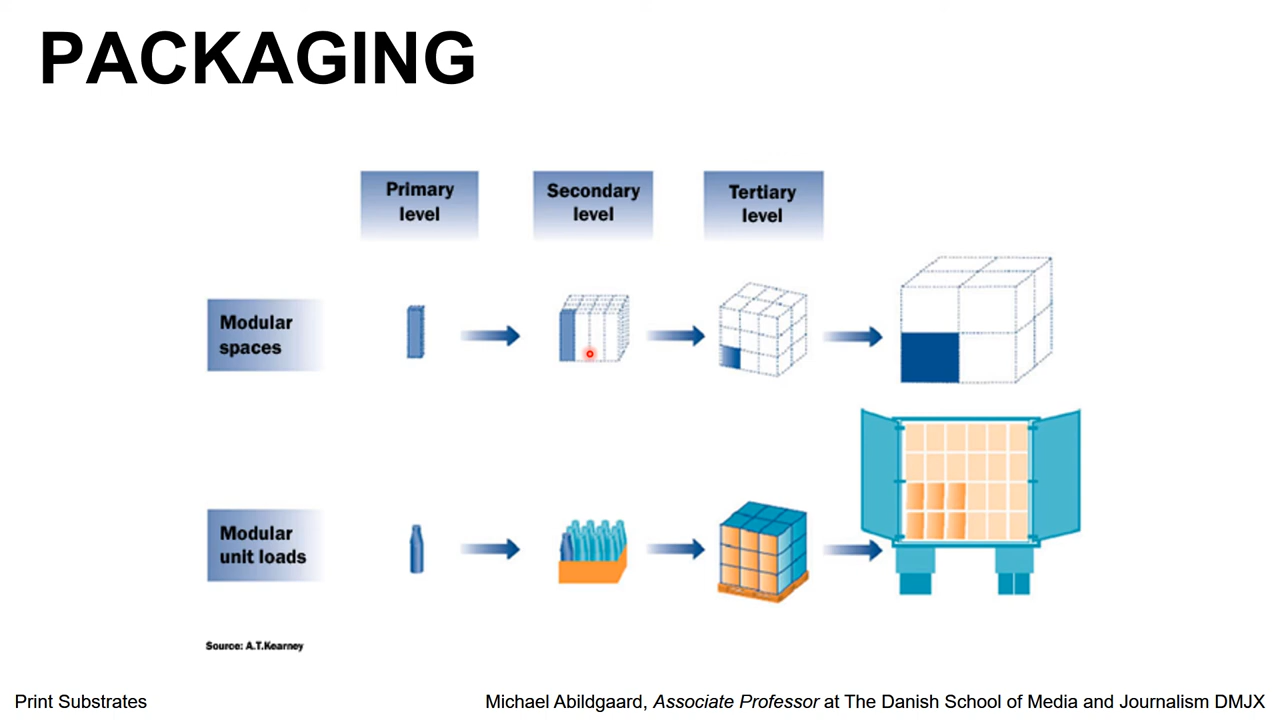 PACKAGING
Primary
level
Secondary
level
Tertiary
level
Modular
spaces
Modular
unit loads
Source: A.T.Kearney
Print Substrates
Michael Abildgaard, Associate Professor at The Danish School of Media and Journalism DMJX